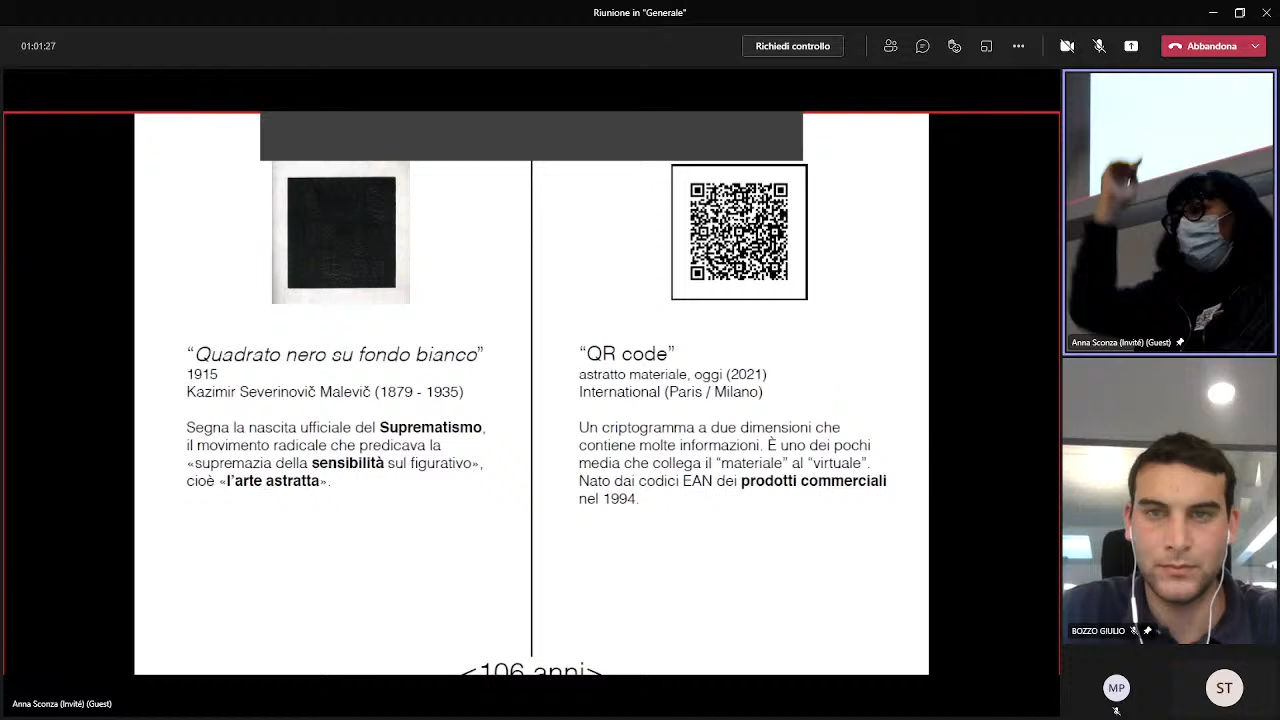 Riunione in "Generale"
01:01:27
Richiedi controllo
Abbandona
"Quadrato nero su fondo bianco"
1915
Kazimir Severinovič Malevič (1879 - 1935)
Segna la nascita ufficiale del Suprematismo,
il movimento radicale che predicava la
«supremazia della sensibilità sul figurativo»,
cioè «l'arte astratta».
"QR code"
astratto materiale, oggi (2021)
International (Paris / Milano)
Un criptogramma a due dimensioni che
contiene molte informazioni. È uno dei pochi
media che collega il "materiale" al "virtuale".
Nato dai codici EAN dei prodotti commerciali
nel 1994.
<106 anni>
Anna Sconza (Invité) (Guest)
Anna Sconza (Invité) (Guest)
BOZZO GIULIO
MP
ST